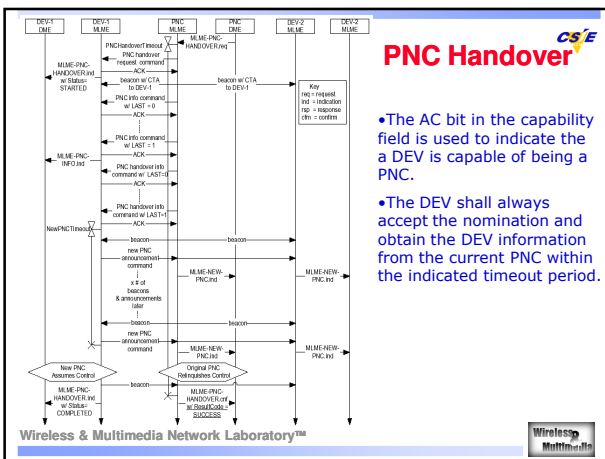 DEV-1 DME
DEV-1 MLME
PNC MLME
PNC DME
DEV-2 MLME
DEV-2 MLME
CS/E
PNC Handover
PNCHandoverTimeout
MLME-PNC-
HANDOVER.req
PNC handover
request command
MLME-PNC-
HANDOVER.ind
w/ Status=
STARTED
ACK
beacon w/ CTA
to DEV-1
beacon w/ CTA
to DEV-1
Key
req = request
ind = indication
rsp = response
cfm = confirm
PNC info command
w/ LAST = 0
ACK
PNC info command
w/ LAST = 1
ACK
MLME-PNC-
INFO.ind
PNC handover info
command w/ LAST=0
ACK
PNC handover info
command w/ LAST=1
ACK
NewPNCTimeout
beacon
beacon
new PNC
announcement
command
MLME-NEW-
PNC.ind
MLME-NEW-
PNC.ind
x # of
beacons
& announcements
later
beacon
beacon
new PNC
announcement
command
MLME-NEW-
PNC.ind
MLME-NEW-
PNC.ind
New PNC
Assumes Control
Original PNC
Relinquishes Control
beacon
MLME-PNC-
HANDOVER.ind
w/ Status=
COMPLETED
MLME-PNC-
HANDOVER.cnf
w/ ResultCode =
SUCCESS
•The AC bit in the capability
field is used to indicate the
a DEV is capable of being a
PNC.
•The DEV shall always
accept the nomination and
obtain the DEV information
from the current PNC within
the indicated timeout period.
Wireless & Multimedia Network Laboratory™
Wireless
Multimedia